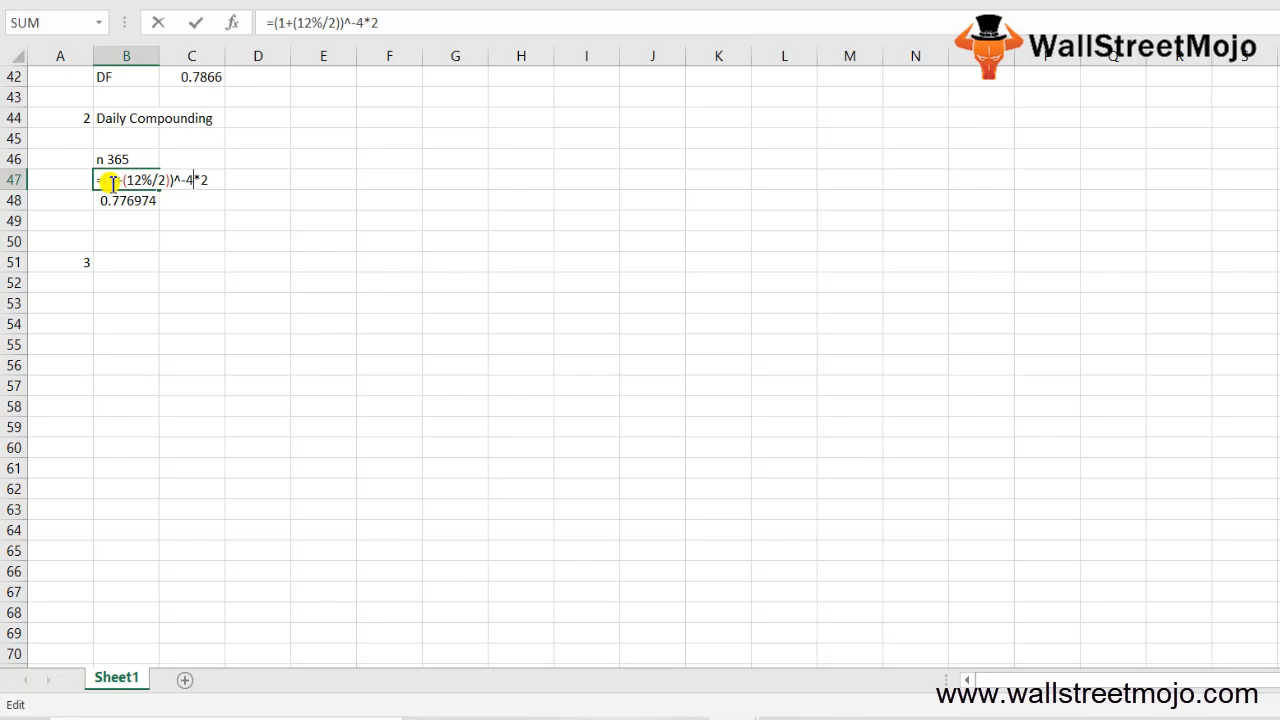 SUM =(1+(12%/2))^-4*2
WallStreetMojo
A B C D E F G H I J K L M N P Q R S
42 DF 0.7866
43
44 2 Daily Compounding
45
46 n 365
47 (12%/2))^-4*2
48 0.776974
49
50
51 3
52
53
54
55
56
57
58
59
60
61
62
63
64
65
66
67
68
69
70
Sheet1
www.wallstreetmojo.com
Edit